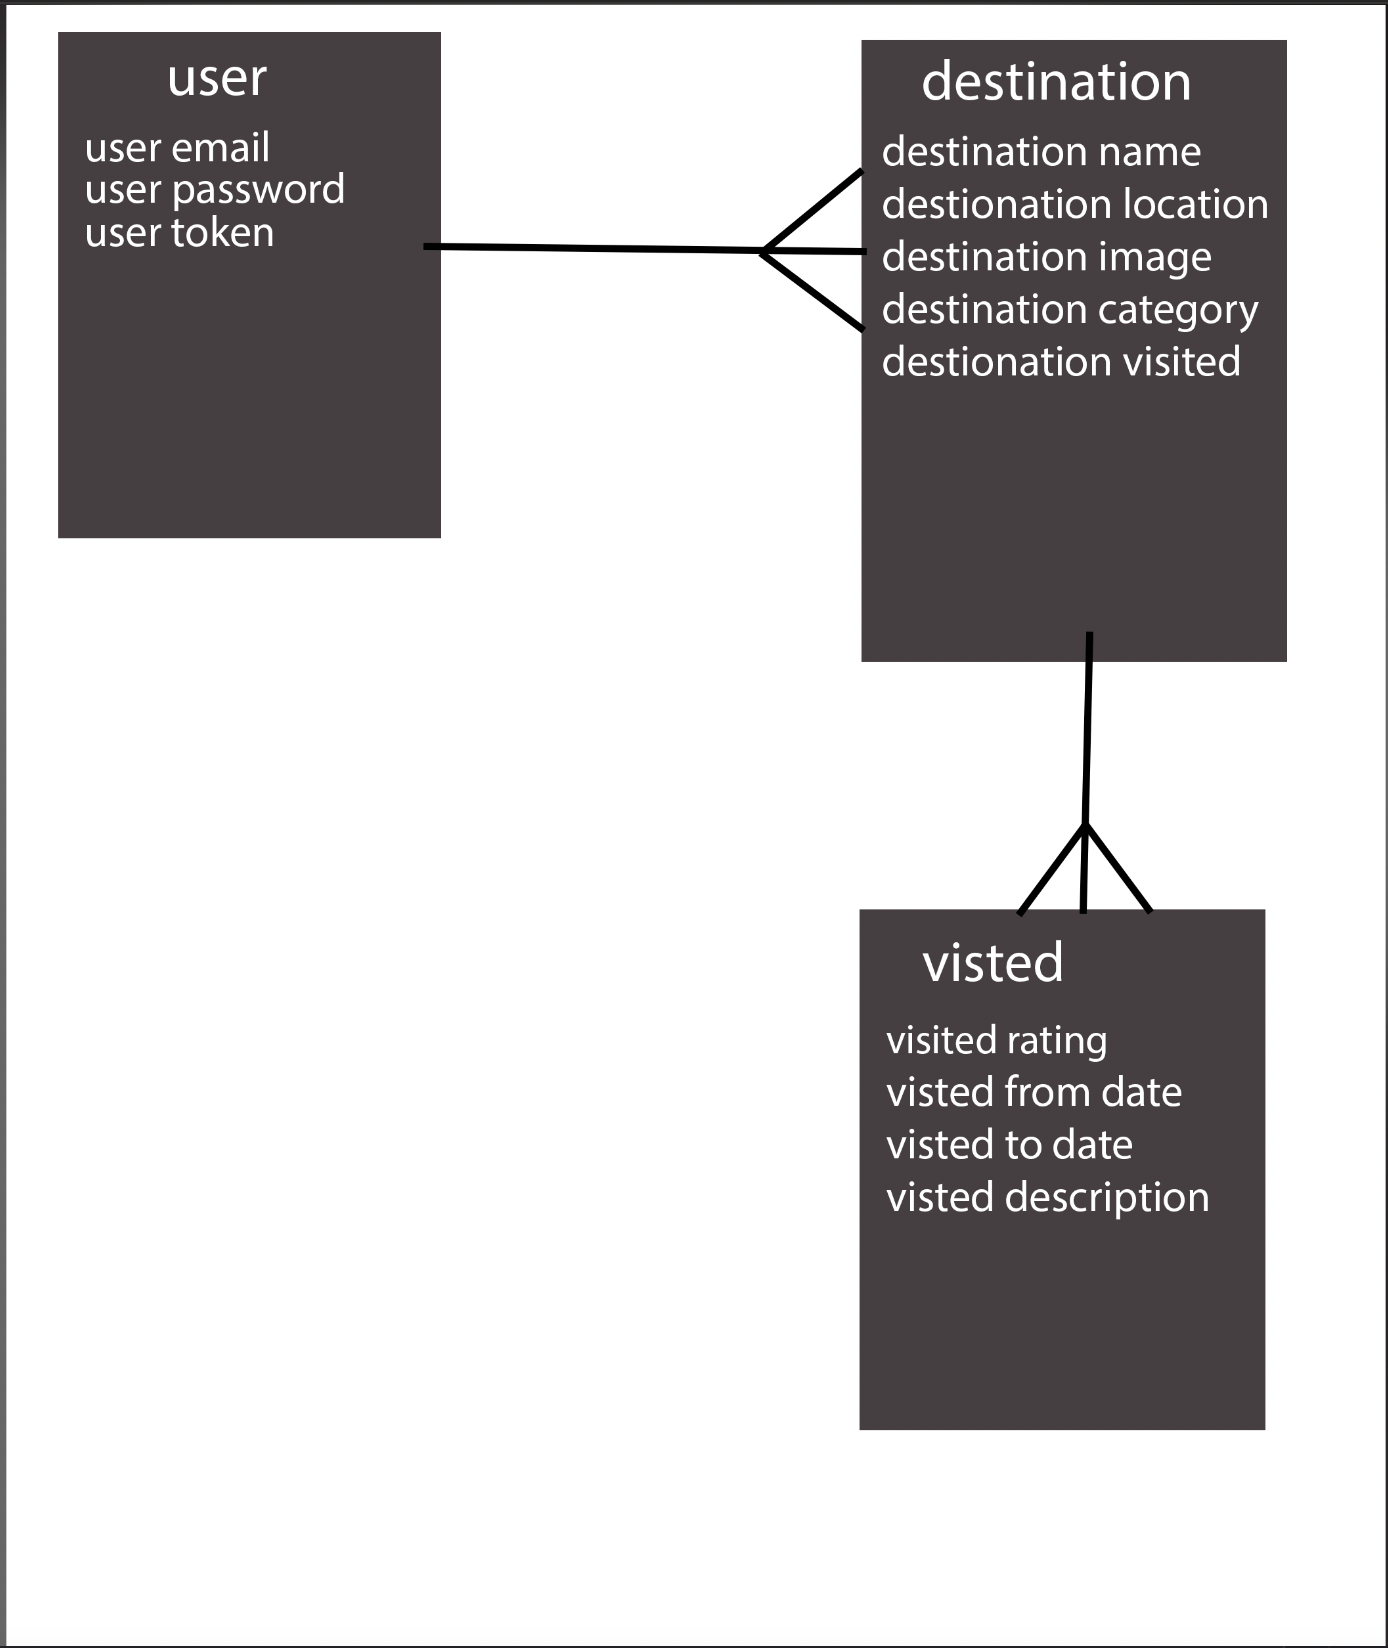 user
user email
user password
user token
destination
destination name
destionation location
destination image
destination category
destionation visited
visted
visited rating
visted from date
visted to date
visted description